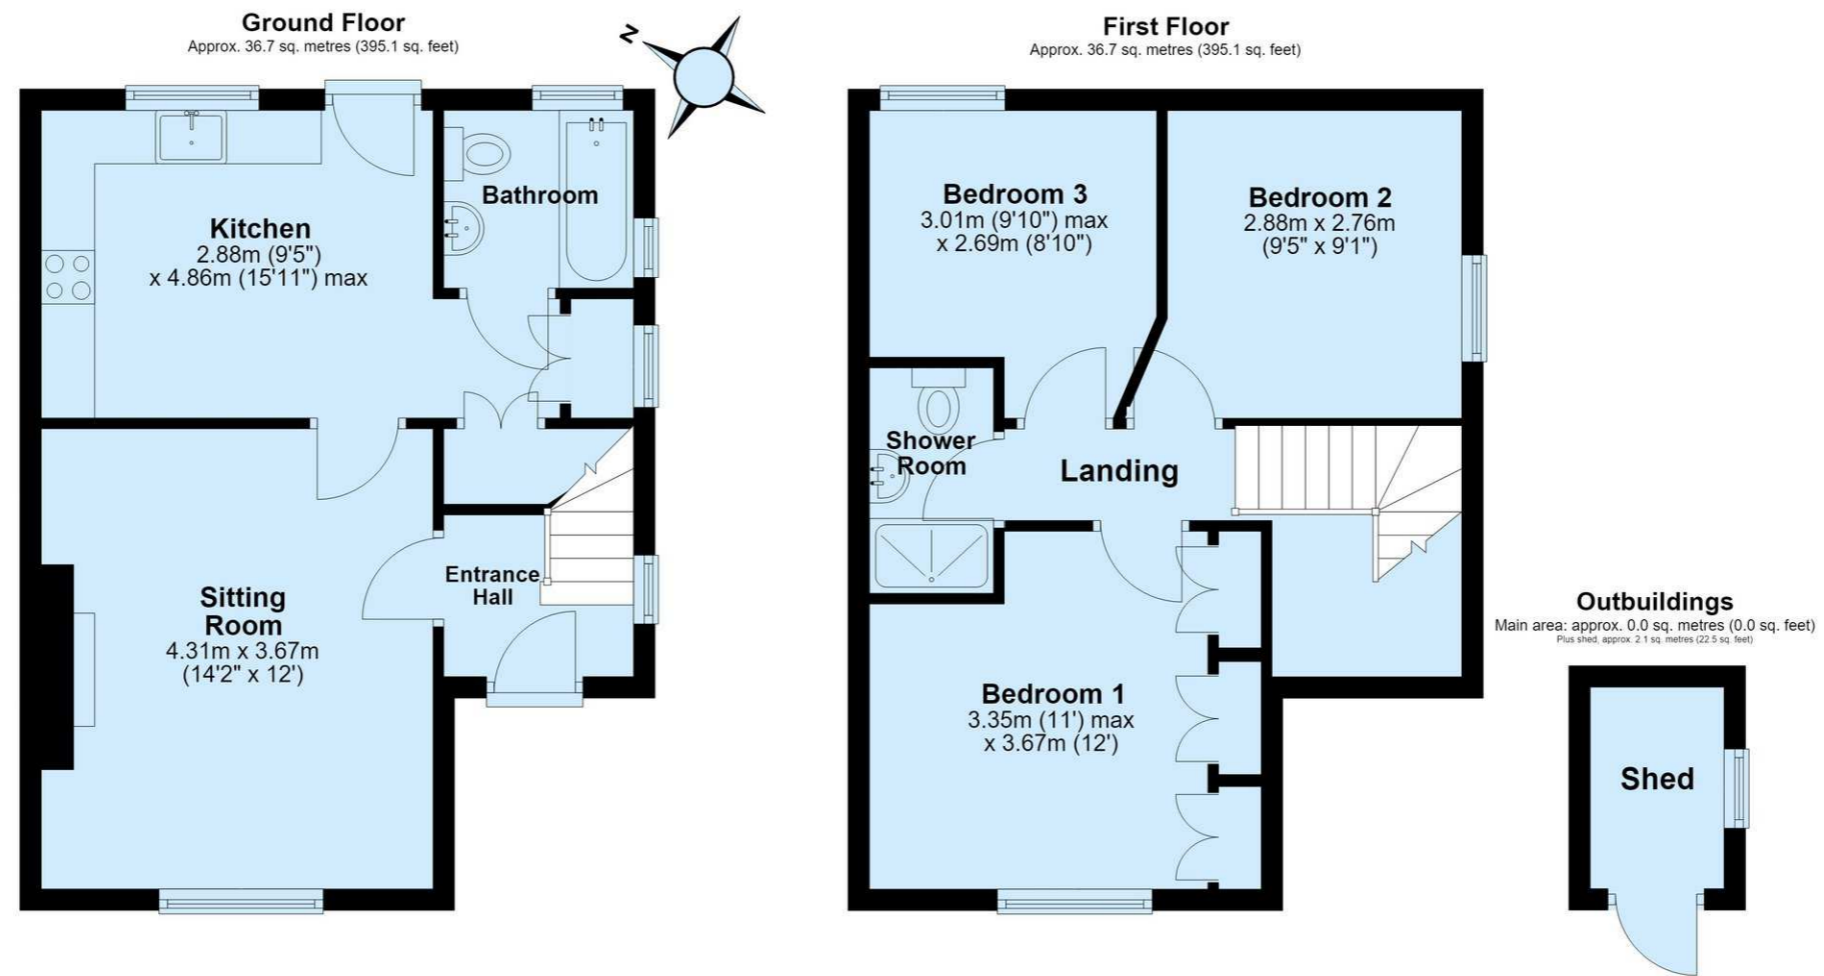 Ground Floor
Approx. 36.7 sq. metres (395.1 sq. feet)
N
Kitchen
2.88m (9'5")
x 4.86m (15'11") max
Bathroom
Sitting
Room
4.31m x 3.67m
(14'2" x 12')
Entrance
Hall
First Floor
Approx. 36.7 sq. metres (395.1 sq. feet)
Bedroom 3
3.01m (9'10") max
x 2.69m (8'10")
Bedroom 2
2.88m x 2.76m
(9'5" x 9'1")
Shower
Room
Landing
Bedroom 1
3.35m (11') max
x 3.67m (12')
Outbuildings
Main area: approx. 0.0 sq. metres (0.0 sq. feet)
Plus shed, approx. 2.1 sq. metres (22.5 sq. feet)
Shed